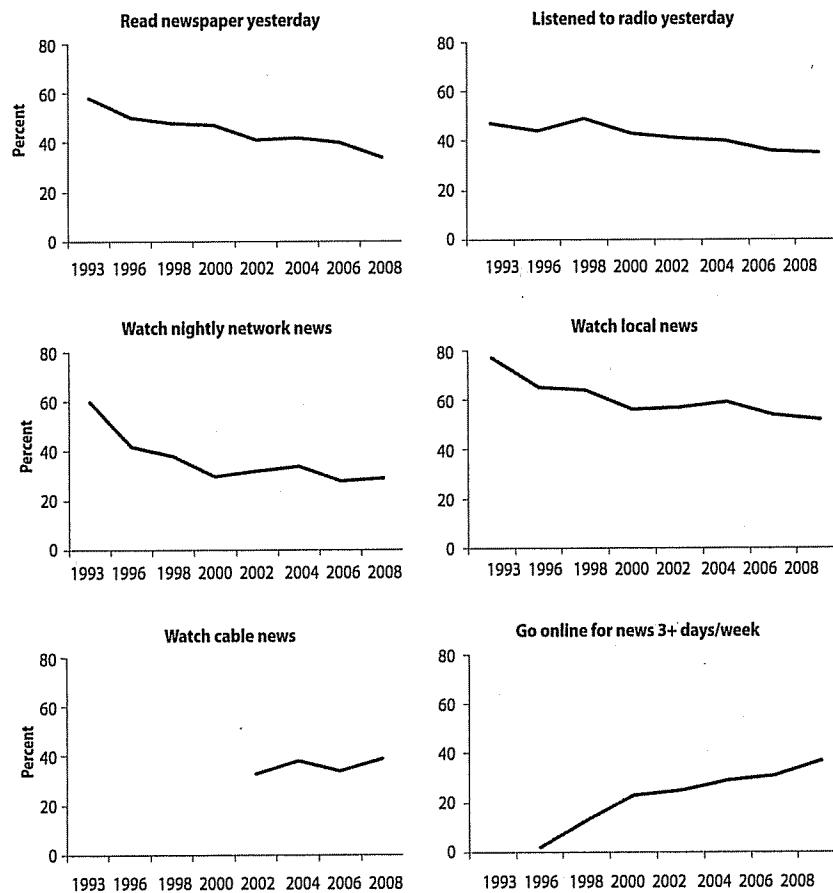 Read newspaper yesterday
Percent
80
60
40
20
0
1993 1996 1998 2000 2002 2004 2006 2008
Listened to radio yesterday
80
60
40
20
0
1993 1996 1998 2000 2002 2004 2006 2008
Watch nightly network news
Percent
80
60
40
20
0
1993 1996 1998 2000 2002 2004 2006 2008
Watch local news
80
60
40
20
0
1993 1996 1998 2000 2002 2004 2006 2008
Watch cable news
Percent
80
60
40
20
0
1993 1996 1998 2000 2002 2004 2006 2008
Go online for news 3+ days/week
80
60
40
20
0
1993 1996 1998 2000 2002 2004 2006 2008